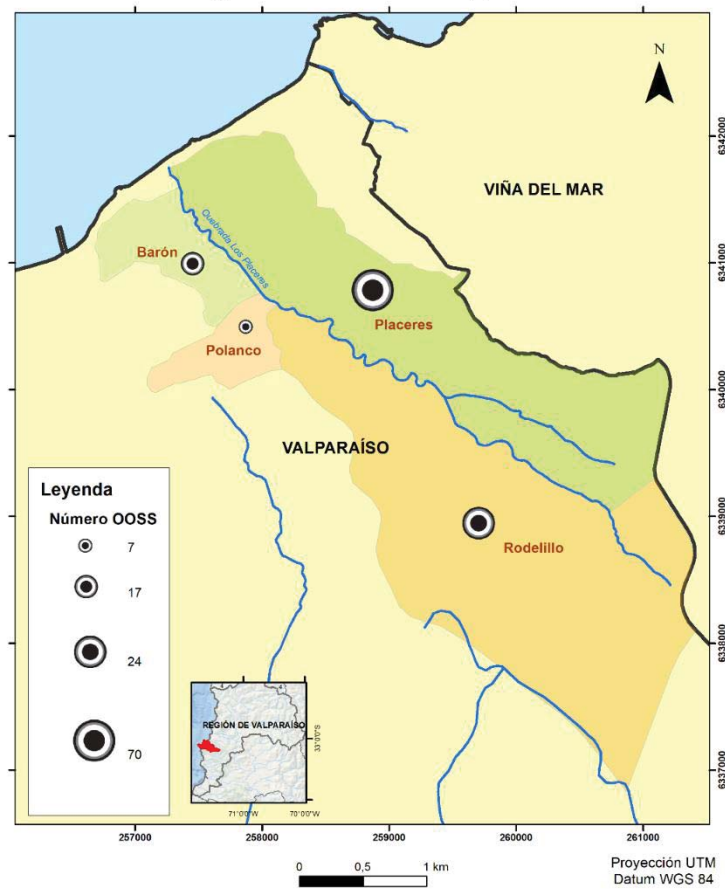 N
VIÑA DEL MAR
Quebrada Los Placeres
Barón
Placeres
Polanco
VALPARAÍSO
Rodelillo
Leyenda
Número OOSS
7
17
24
70
REGIÓN DE VALPARAÍSO
33°0'0"S
71°0'0"W
70°0'0"W
6342000
6341000
6340000
6339000
6338000
6337000
257000
258000
259000
260000
261000
0
0,5
1 km
Proyección UTM
Datum WGS 84